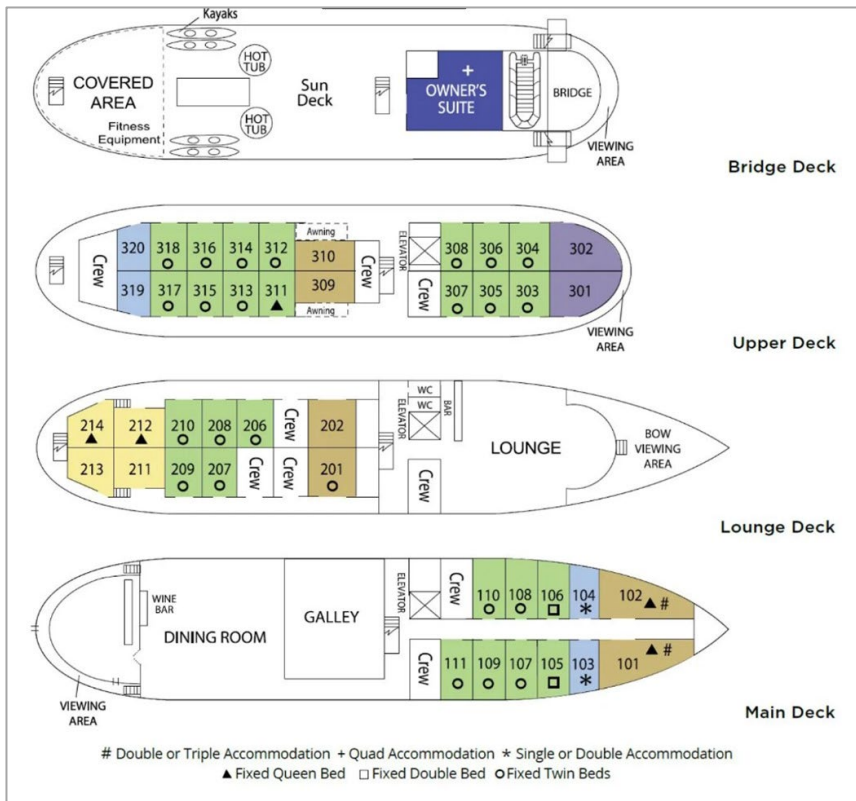 Kayaks
HOT
TUB
COVERED
AREA
Sun
Deck
+
OWNER'S
SUITE
BRIDGE
Fitness
Equipment
HOT
TUB
VIEWING
AREA
Bridge Deck
Awning
ELEVATOR
320 318 316 314 312 310 308 306 304 302
Crew
319 317 315 313 311 309 Crew Crew 307 305 303 301
Awning
VIEWING
AREA
Upper Deck
WC
WC
ELEVATOR
BAR
214 212 210 208 206 Crew 202
LOUNGE
BOW
VIEWING
AREA
213 211 209 207 Crew Crew 201 Crew
Lounge Deck
ELEVATOR
Crew 110 108 106 104 102 #
*
WINE
BAR
DINING ROOM
GALLEY
Crew 111 109 107 105 103 101 #
*
VIEWING
AREA
Main Deck
# Double or Triple Accommodation + Quad Accommodation * Single or Double Accommodation
▲ Fixed Queen Bed □ Fixed Double Bed O Fixed Twin Beds